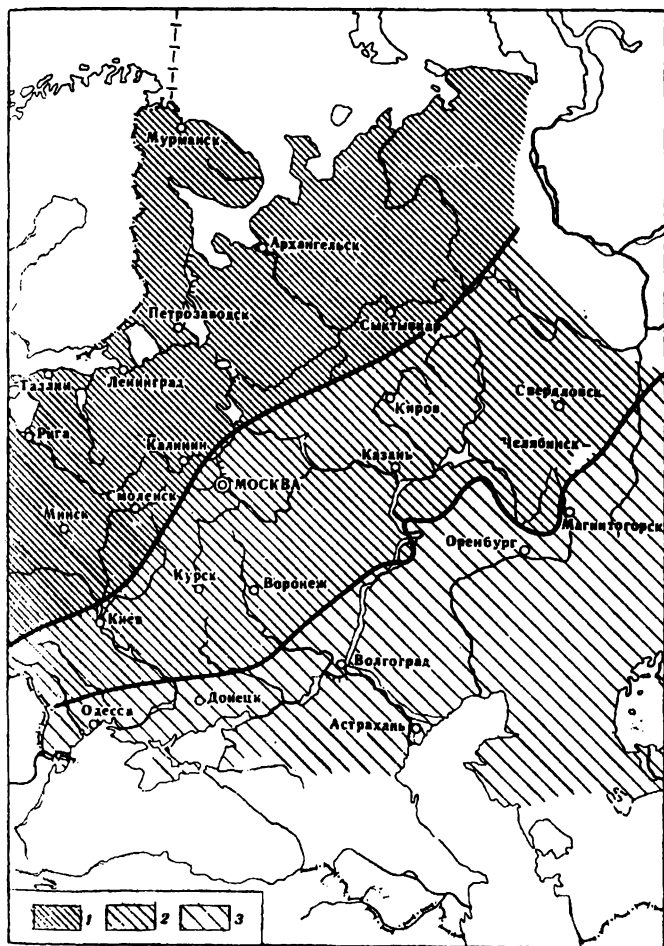 Мурманск
Архангельск
Петрозаводск
Сыктывкар
Таллин
Ленинград
Свердловск
Киров
Рига
Калинин
Челябинск
Казань
МОСКВА
Смоленск
Минск
Магнитогорск
Оренбург
Курск
Воронеж
Киев
Волгоград
Донецк
Одесса
Астрахань
1 2 3